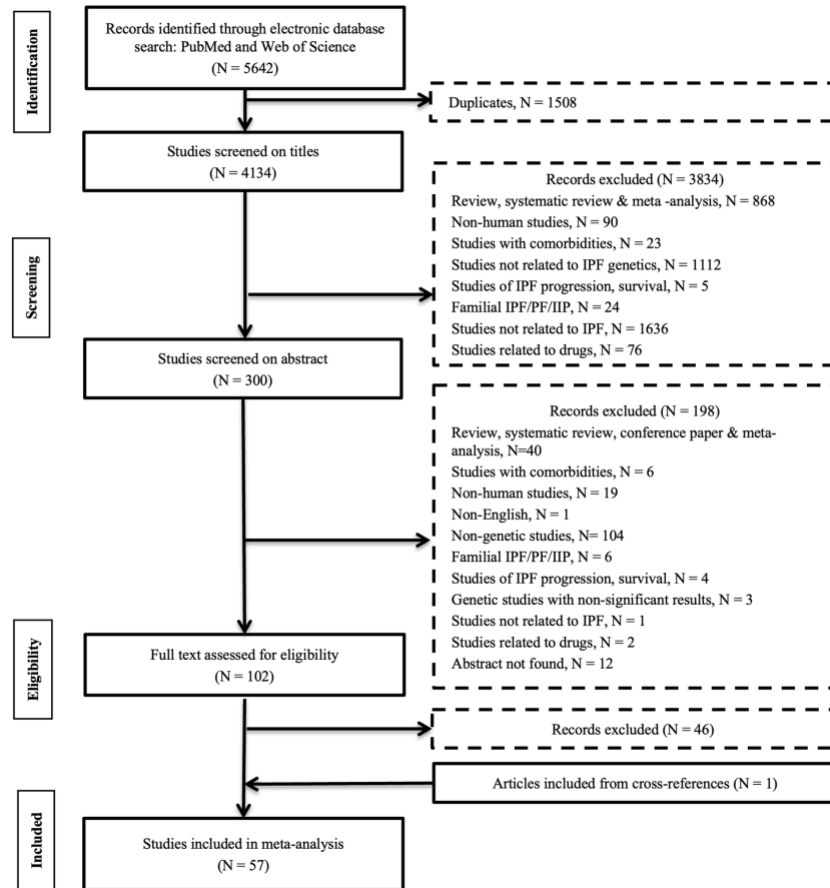 Identification
Records identified through electronic database
search: PubMed and Web of Science
(N = 5642)
Duplicates, N = 1508
Studies screened on titles
(N = 4134)
Screening
Records excluded (N = 3834)
Review, systematic review & meta -analysis, N = 868
Non-human studies, N = 90
Studies with comorbidities, N = 23
Studies not related to IPF genetics, N = 1112
Studies of IPF progression, survival, N = 5
Familial IPF/PF/IIP, N = 24
Studies not related to IPF, N = 1636
Studies related to drugs, N = 76
Studies screened on abstract
(N = 300)
Records excluded (N = 198)
Review, systematic review, conference paper & meta-
analysis, N=40
Studies with comorbidities, N = 6
Non-human studies, N = 19
Non-English, N = 1
Non-genetic studies, N= 104
Familial IPF/PF/IIP, N = 6
Studies of IPF progression, survival, N = 4
Genetic studies with non-significant results, N = 3
Studies not related to IPF, N = 1
Studies related to drugs, N = 2
Abstract not found, N = 12
Eligibility
Full text assessed for eligibility
(N = 102)
Records excluded (N = 46)
Articles included from cross-references (N = 1)
Included
Studies included in meta-analysis
(N = 57)